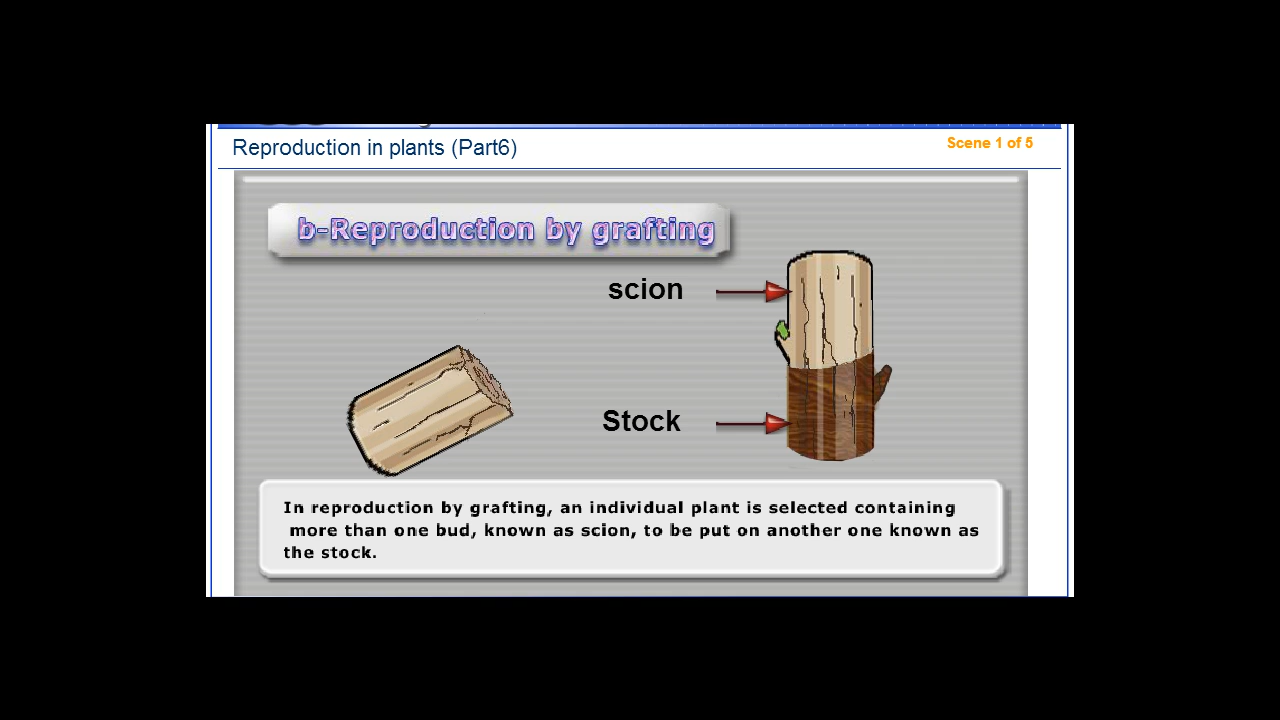 Reproduction in plants (Part6)
Scene 1 of 5
b-Reproduction by grafting
scion
Stock
In reproduction by grafting, an individual plant is selected containing
more than one bud, known as scion, to be put on another one known as
the stock.